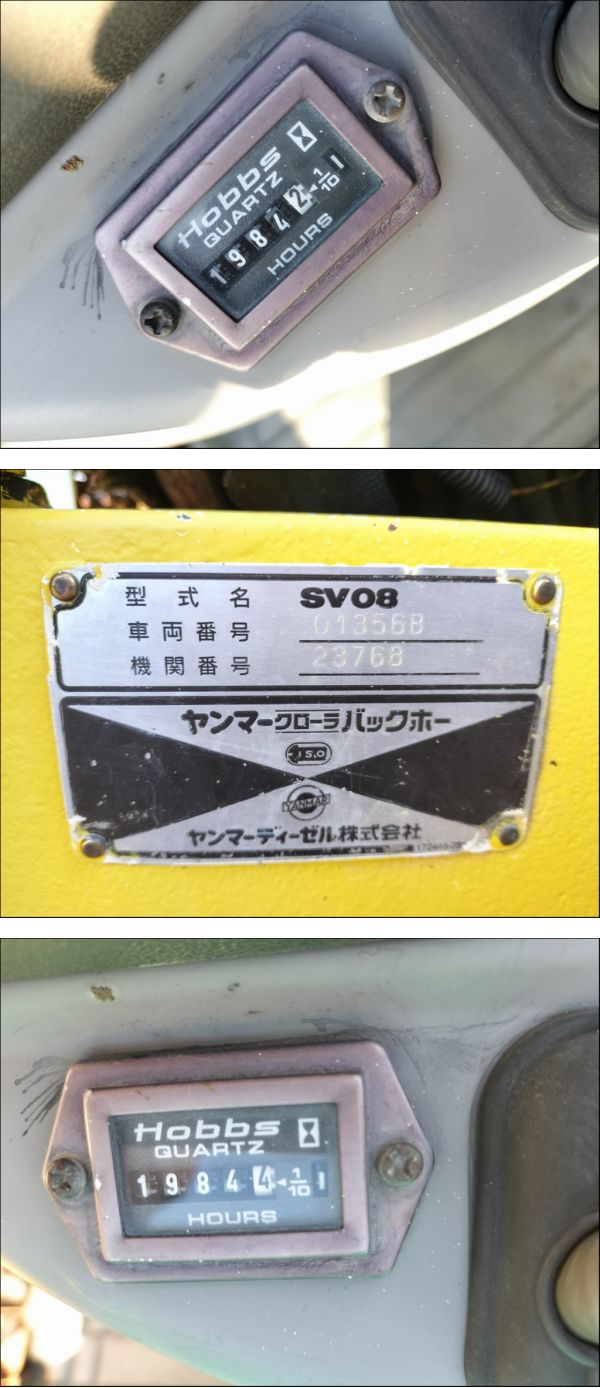 Hobbs
QUARTZ
1 9 8 4 2 1/10
HOURS
型式名 SV08
車両番号 01356B
機関番号 23768
ヤンマークローラバックホー
ISO
YANMAR
ヤンマーディーゼル株式会社
Hobbs
QUARTZ
1 9 8 4 4 1/10
HOURS